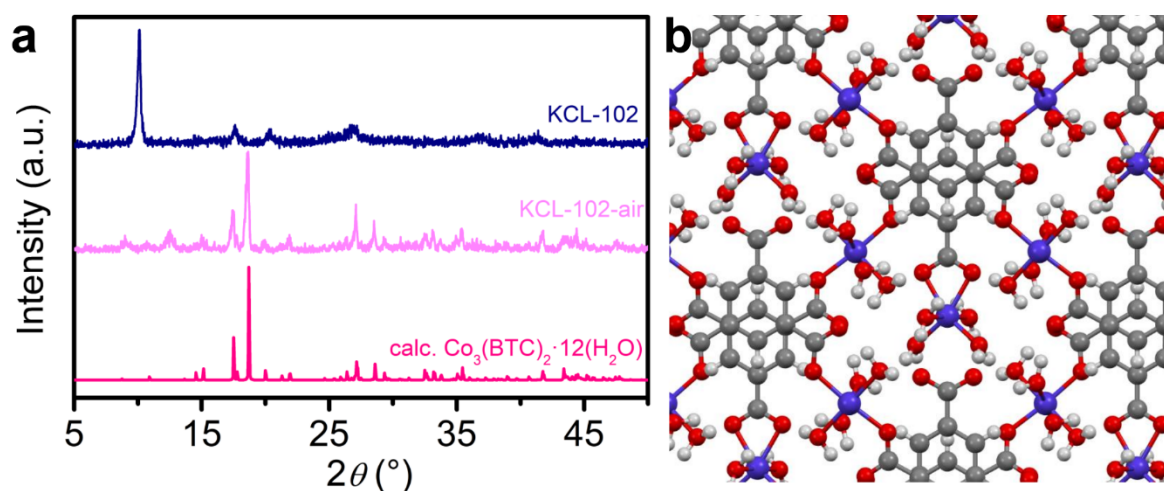 a
b
Intensity (a.u.)
KCL-102
KCL-102-air
calc. Co₃(BTC)₂·12(H₂O)
5 15 25 35 45
2θ (°)